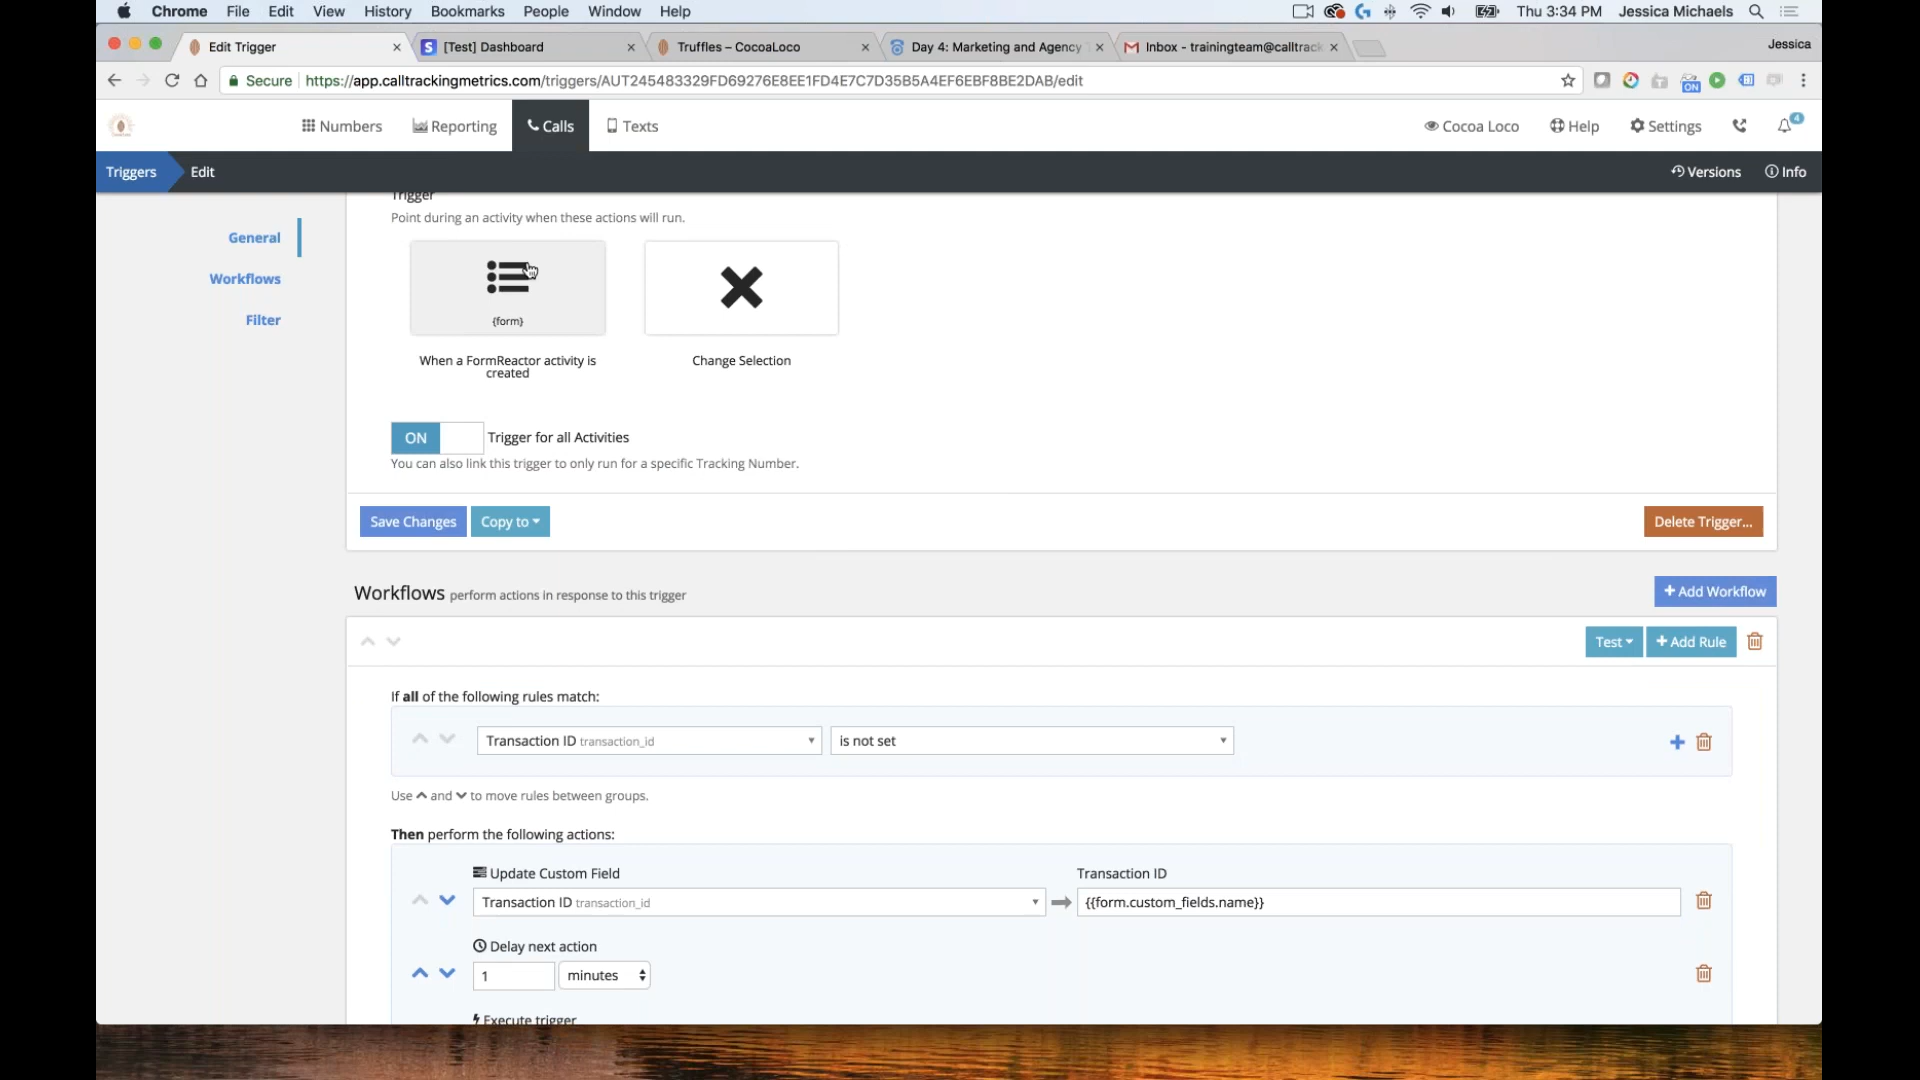 Chrome File Edit View History Bookmarks People Window Help Thu 3:34 PM Jessica Michaels
Edit Trigger × [Test] Dashboard × Truffles – CocoaLoco × Day 4: Marketing and Agency × Inbox - trainingteam@calltrack × Jessica
Secure https://app.calltrackingmetrics.com/triggers/AUT245483329FD69276E8EE1FD4E7C7D35B5A4EF6EBF8BE2DAB/edit ON
Numbers Reporting Calls Texts Cocoa Loco Help Settings 4
Triggers Edit Versions Info
Trigger
Point during an activity when these actions will run.
General
Workflows
Filter
{form}
When a FormReactor activity is
created
Change Selection
ON Trigger for all Activities
You can also link this trigger to only run for a specific Tracking Number.
Save Changes Copy to Delete Trigger...
Workflows perform actions in response to this trigger + Add Workflow
Test + Add Rule
If all of the following rules match:
Transaction ID transaction_id is not set
Use and to move rules between groups.
Then perform the following actions:
Update Custom Field Transaction ID
Transaction ID transaction_id {{form.custom_fields.name}}
Delay next action
1 minutes
Execute trigger